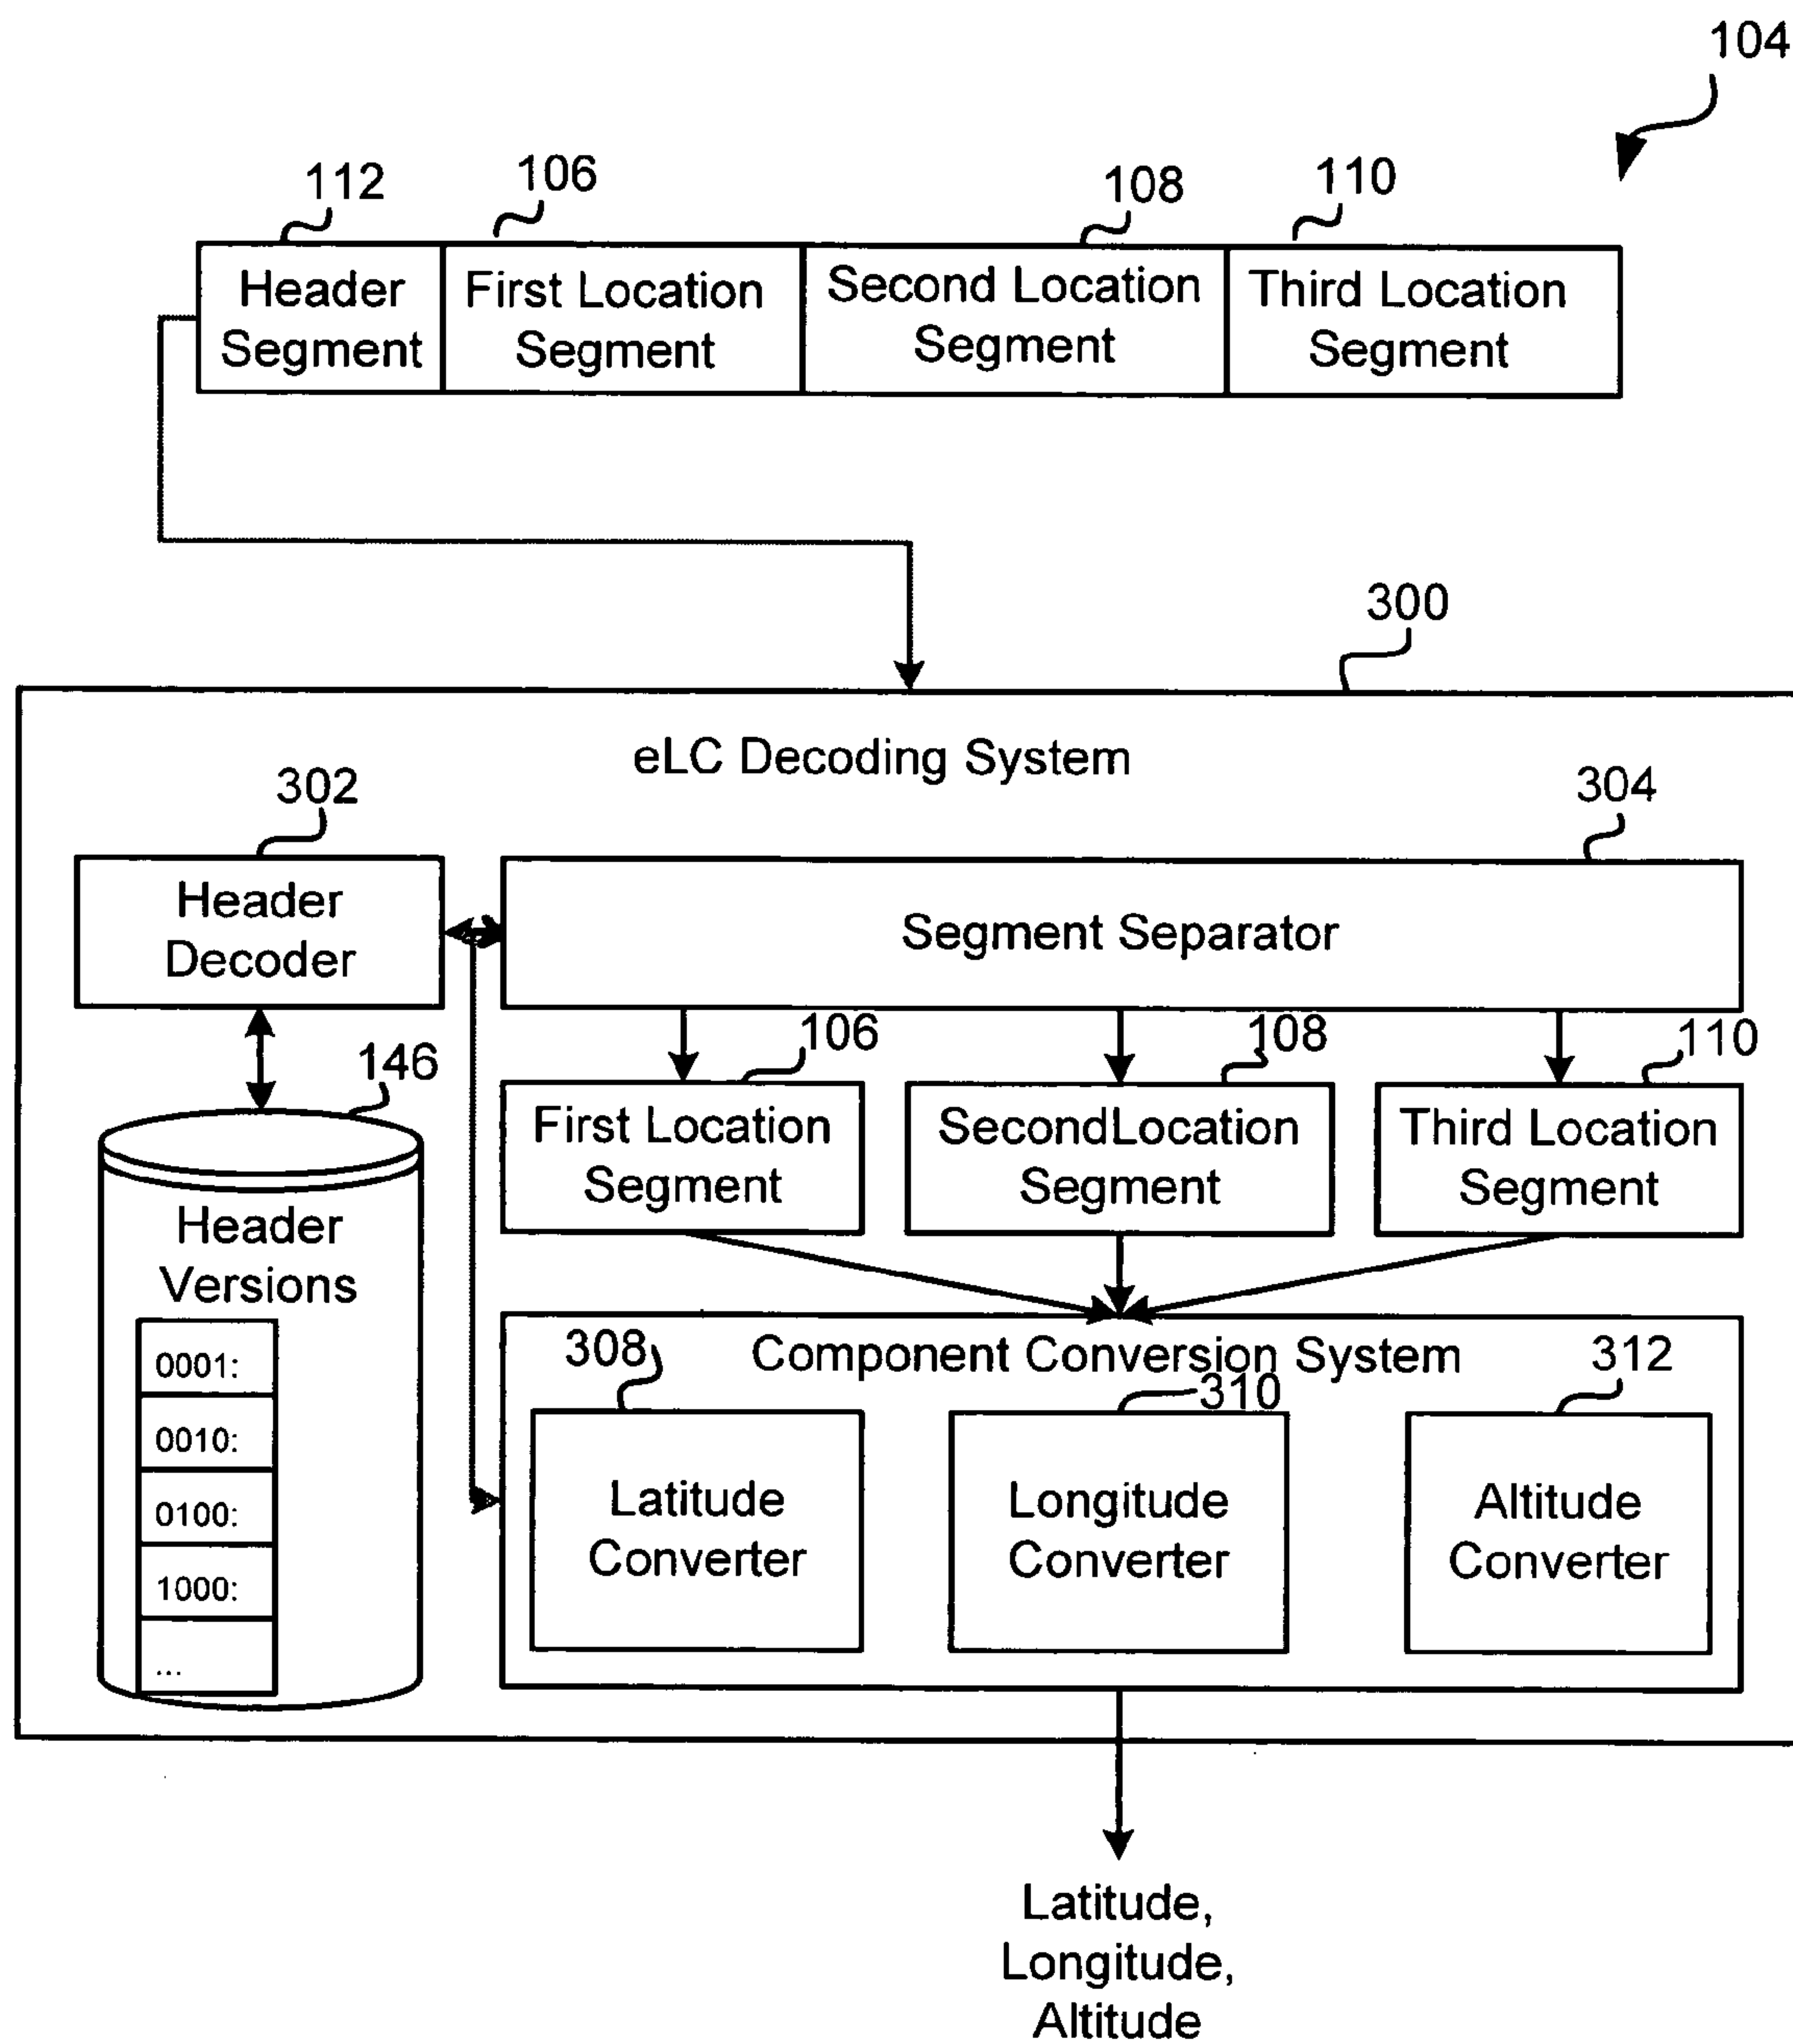 104
112
106
108
110
Header
Segment
First Location
Segment
Second Location
Segment
Third Location
Segment
300
eLC Decoding System
302
304
Header
Decoder
Segment Separator
146
106
108
110
First Location
Segment
SecondLocation
Segment
Third Location
Segment
Header
Versions
0001:
0010:
0100:
1000:
...
Component Conversion System
308
310
312
Latitude
Converter
Longitude
Converter
Altitude
Converter
Latitude,
Longitude,
Altitude